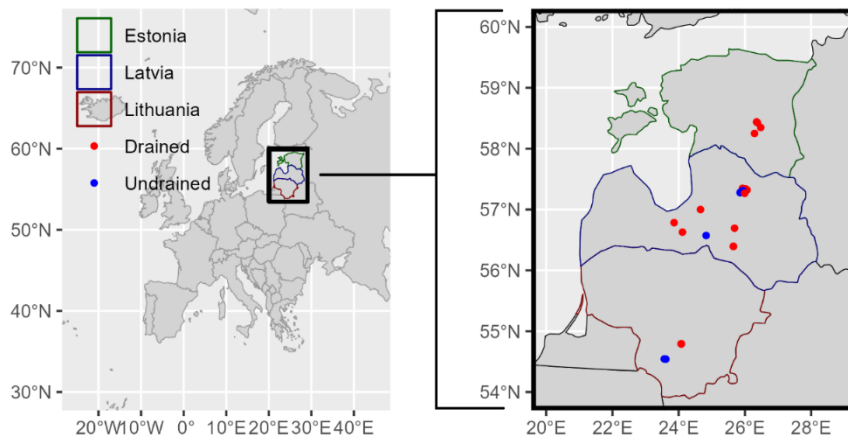 Estonia
Latvia
Lithuania
Drained
Undrained
70°N
60°N
50°N
40°N
30°N
20°W10°W 0° 10°E 20°E 30°E 40°E
60°N
59°N
58°N
57°N
56°N
55°N
54°N
20°E 22°E 24°E 26°E 28°E